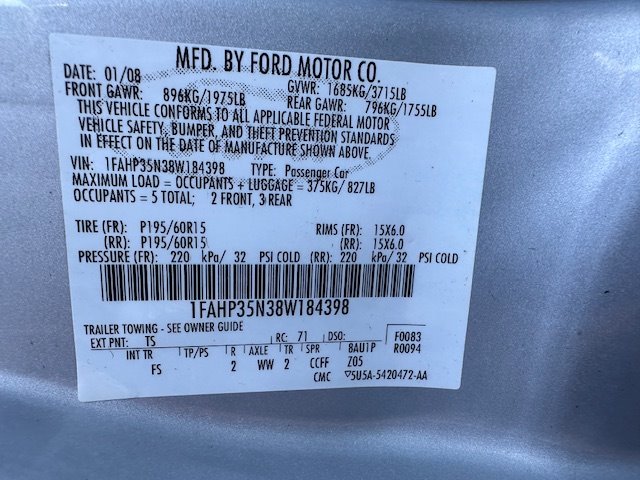 MFD. BY FORD MOTOR CO.
DATE: 01/08 GVWR: 1685KG/3715LB
FRONT GAWR: 896KG/1975LB REAR GAWR: 796KG/1755LB
THIS VEHICLE CONFORMS TO ALL APPLICABLE FEDERAL MOTOR
VEHICLE SAFETY, BUMPER, AND THEFT PREVENTION STANDARDS
IN EFFECT ON THE DATE OF MANUFACTURE SHOWN ABOVE.
VIN: 1FAHP35N38W184398 TYPE: Passenger Car
MAXIMUM LOAD = OCCUPANTS + LUGGAGE = 375KG/ 827LB
OCCUPANTS = 5 TOTAL; 2 FRONT, 3 REAR
TIRE (FR): P195/60R15 RIMS (FR): 15X6.0
(RR): P195/60R15 (RR): 15X6.0
PRESSURE (FR): 220 kPa/ 32 PSI COLD (RR): 220 kPa/ 32 PSI COLD
1FAHP35N38W184398
TRAILER TOWING - SEE OWNER GUIDE
EXT PNT: TS RC: 71 DSO: F0083
INT TR TP/PS R AXLE TR SPR 8AU1P R0094
FS 2 WW 2 CCFF Z05
CMC ▽5U5A-5420472-AA